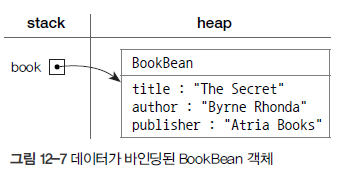 stack heap
book
BookBean
title : "The Secret"
author : "Byrne Rhonda"
publisher : "Atria Books"
그림 12-7 데이터가 바인딩된 BookBean 객체